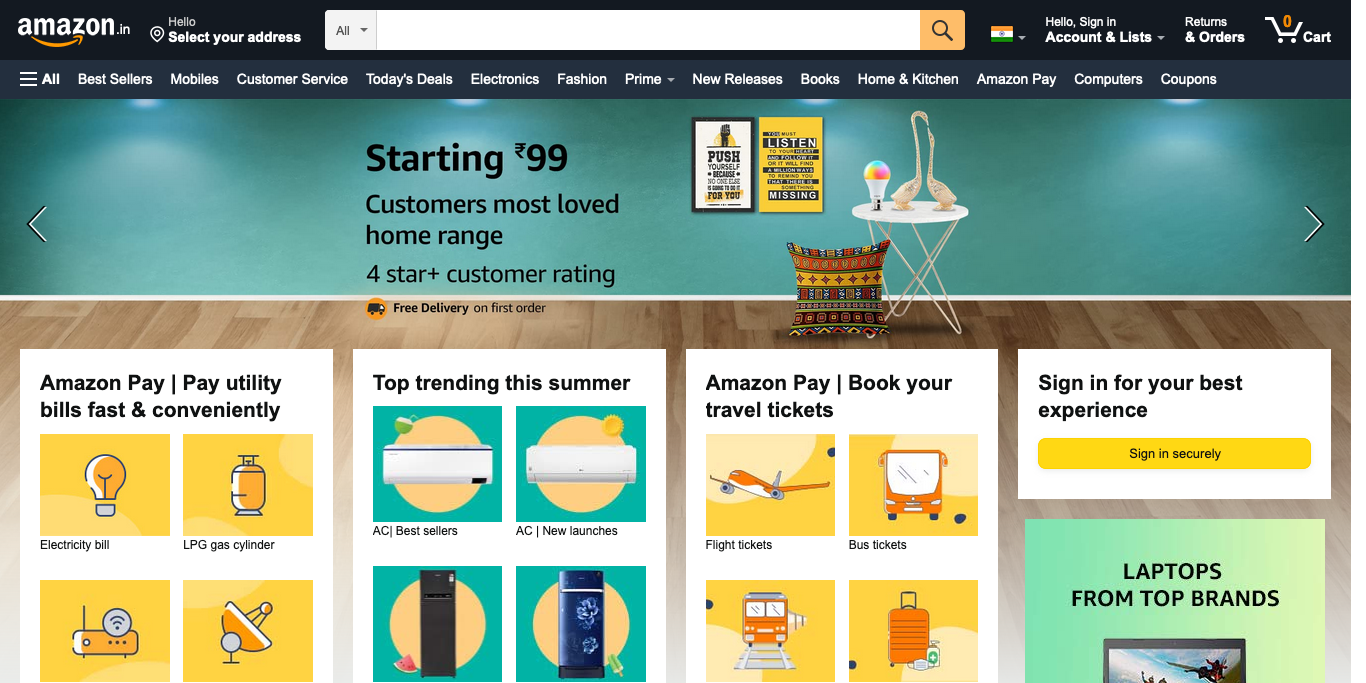 amazon.in
Hello
Select your address
All
Hello, Sign in
Account & Lists
Returns
& Orders
0
Cart
All
Best Sellers
Mobiles
Customer Service
Today's Deals
Electronics
Fashion
Prime
New Releases
Books
Home & Kitchen
Amazon Pay
Computers
Coupons
Starting ₹99
Customers most loved
home range
4 star+ customer rating
Free Delivery on first order
PUSH
YOURSELF
BECAUSE
NO ONE ELSE
IS GOING TO DO IT
FOR YOU
YOU MUST
LISTEN
TO YOUR HEART
AND FOLLOW IT
OR IT WILL FIND
A MILLION WAYS
TO REMIND YOU
THAT THERE IS
SOMETHING
MISSING
Amazon Pay | Pay utility
bills fast & conveniently
Electricity bill
LPG gas cylinder
Top trending this summer
AC| Best sellers
AC | New launches
Amazon Pay | Book your
travel tickets
Flight tickets
Bus tickets
Sign in for your best
experience
Sign in securely
LAPTOPS
FROM TOP BRANDS